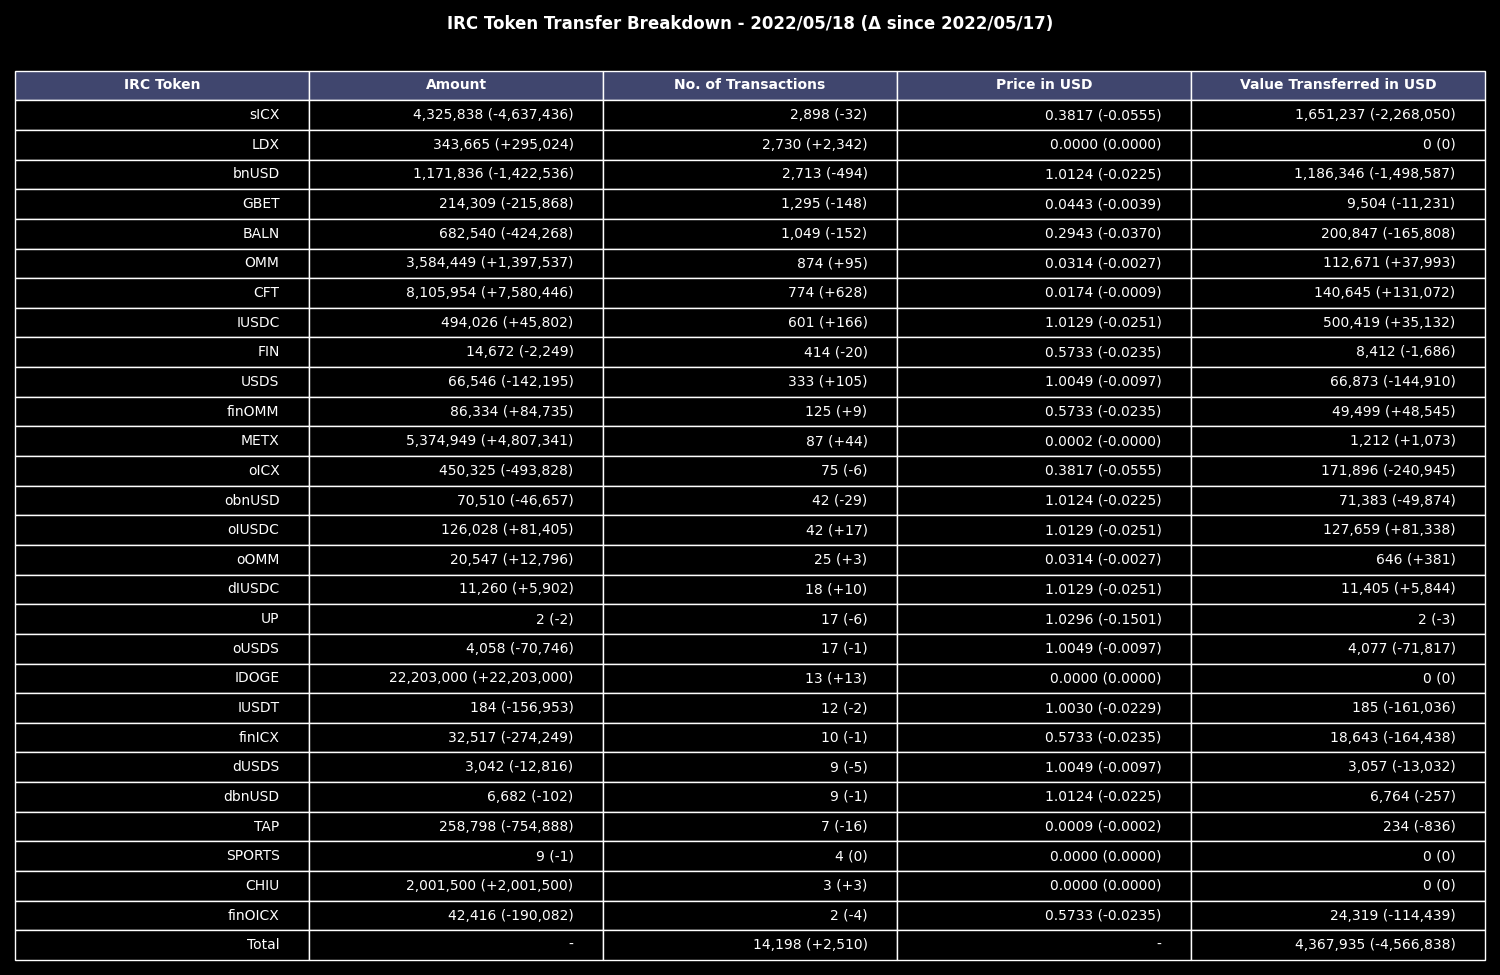 IRC Token Transfer Breakdown - 2022/05/18 (Δ since 2022/05/17)
IRC Token Amount No. of Transactions Price in USD Value Transferred in USD
sICX 4,325,838 (-4,637,436) 2,898 (-32) 0.3817 (-0.0555) 1,651,237 (-2,268,050)
LDX 343,665 (+295,024) 2,730 (+2,342) 0.0000 (0.0000) 0 (0)
bnUSD 1,171,836 (-1,422,536) 2,713 (-494) 1.0124 (-0.0225) 1,186,346 (-1,498,587)
GBET 214,309 (-215,868) 1,295 (-148) 0.0443 (-0.0039) 9,504 (-11,231)
BALN 682,540 (-424,268) 1,049 (-152) 0.2943 (-0.0370) 200,847 (-165,808)
OMM 3,584,449 (+1,397,537) 874 (+95) 0.0314 (-0.0027) 112,671 (+37,993)
CFT 8,105,954 (+7,580,446) 774 (+628) 0.0174 (-0.0009) 140,645 (+131,072)
IUSDC 494,026 (+45,802) 601 (+166) 1.0129 (-0.0251) 500,419 (+35,132)
FIN 14,672 (-2,249) 414 (-20) 0.5733 (-0.0235) 8,412 (-1,686)
USDS 66,546 (-142,195) 333 (+105) 1.0049 (-0.0097) 66,873 (-144,910)
finOMM 86,334 (+84,735) 125 (+9) 0.5733 (-0.0235) 49,499 (+48,545)
METX 5,374,949 (+4,807,341) 87 (+44) 0.0002 (-0.0000) 1,212 (+1,073)
oICX 450,325 (-493,828) 75 (-6) 0.3817 (-0.0555) 171,896 (-240,945)
obnUSD 70,510 (-46,657) 42 (-29) 1.0124 (-0.0225) 71,383 (-49,874)
oIUSDC 126,028 (+81,405) 42 (+17) 1.0129 (-0.0251) 127,659 (+81,338)
oOMM 20,547 (+12,796) 25 (+3) 0.0314 (-0.0027) 646 (+381)
dIUSDC 11,260 (+5,902) 18 (+10) 1.0129 (-0.0251) 11,405 (+5,844)
UP 2 (-2) 17 (-6) 1.0296 (-0.1501) 2 (-3)
oUSDS 4,058 (-70,746) 17 (-1) 1.0049 (-0.0097) 4,077 (-71,817)
IDOGE 22,203,000 (+22,203,000) 13 (+13) 0.0000 (0.0000) 0 (0)
IUSDT 184 (-156,953) 12 (-2) 1.0030 (-0.0229) 185 (-161,036)
finICX 32,517 (-274,249) 10 (-1) 0.5733 (-0.0235) 18,643 (-164,438)
dUSDS 3,042 (-12,816) 9 (-5) 1.0049 (-0.0097) 3,057 (-13,032)
dbnUSD 6,682 (-102) 9 (-1) 1.0124 (-0.0225) 6,764 (-257)
TAP 258,798 (-754,888) 7 (-16) 0.0009 (-0.0002) 234 (-836)
SPORTS 9 (-1) 4 (0) 0.0000 (0.0000) 0 (0)
CHIU 2,001,500 (+2,001,500) 3 (+3) 0.0000 (0.0000) 0 (0)
finOICX 42,416 (-190,082) 2 (-4) 0.5733 (-0.0235) 24,319 (-114,439)
Total - 14,198 (+2,510) - 4,367,935 (-4,566,838)